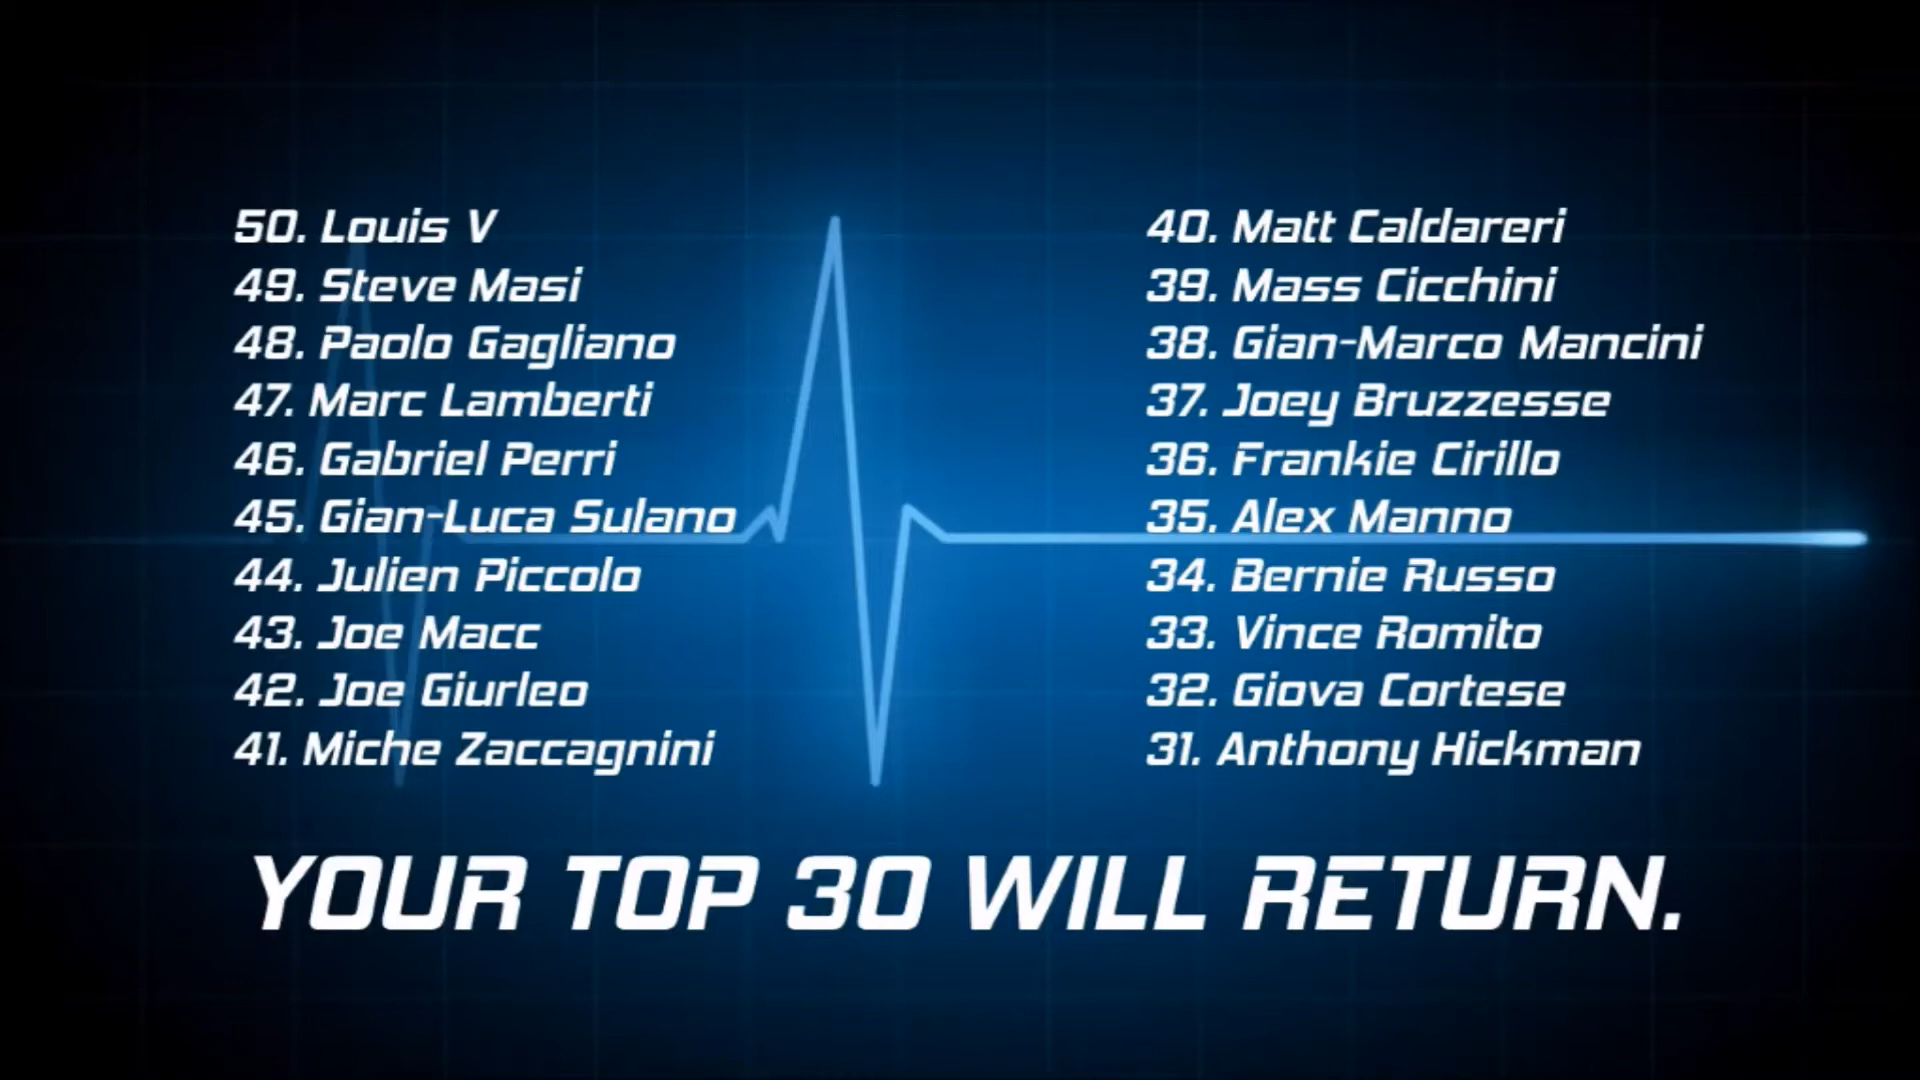 50. Louis V
49. Steve Masi
48. Paolo Gagliano
47. Marc Lamberti
46. Gabriel Perri
45. Gian-Luca Sulano
44. Julien Piccolo
43. Joe Macc
42. Joe Giurleo
41. Miche Zaccagnini
40. Matt Caldareri
39. Mass Cicchini
38. Gian-Marco Mancini
37. Joey Bruzzesse
36. Frankie Cirillo
35. Alex Manno
34. Bernie Russo
33. Vince Romito
32. Giova Cortese
31. Anthony Hickman
YOUR TOP 30 WILL RETURN.